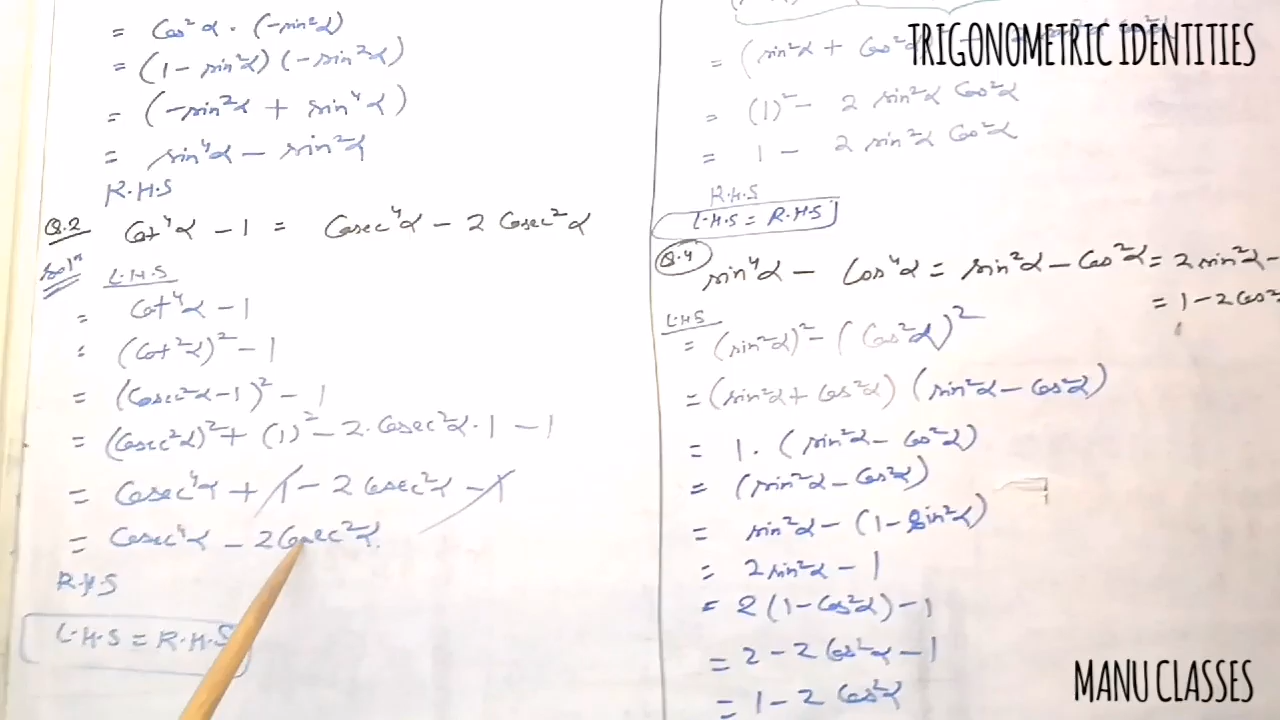 = Cos²α · (-sin²α)
= (1 - sin²α) (-sin²α)
= (-sin²α + sin⁴α)
= sin⁴α - sin²α
R.H.S
Q.2 Cot⁴α - 1 = Cosec⁴α - 2 Cosec²α
Solⁿ L.H.S
= Cot⁴α - 1
= (Cot²α)² - 1
= (Cosec²α - 1)² - 1
= (Cosec²α)² + (1)² - 2·Cosec²α·1 - 1
= Cosec⁴α + 1 - 2 Cosec²α - 1
= Cosec⁴α - 2 Cosec²α.
R.H.S
L.H.S = R.H.S
TRIGONOMETRIC IDENTITIES
= (sin²α + Cos²α
= (1)² - 2 sin²α Cos²α
= 1 - 2 sin²α Cos²α
R.H.S
L.H.S = R.H.S
Q.4 sin⁴α - Cos⁴α = sin²α - Cos²α = 2 sin²α -
= 1 - 2 Cos²
L.H.S
= (sin²α)² - (Cos²α)²
= (sin²α + Cos²α) (sin²α - Cos²α)
= 1. (sin²α - Cos²α)
= (sin²α - Cos²α)
= sin²α - (1 - Sin²α)
= 2 sin²α - 1
= 2 (1 - Cos²α) - 1
= 2 - 2 Cos²α - 1
= 1 - 2 Cos²α
MANU CLASSES